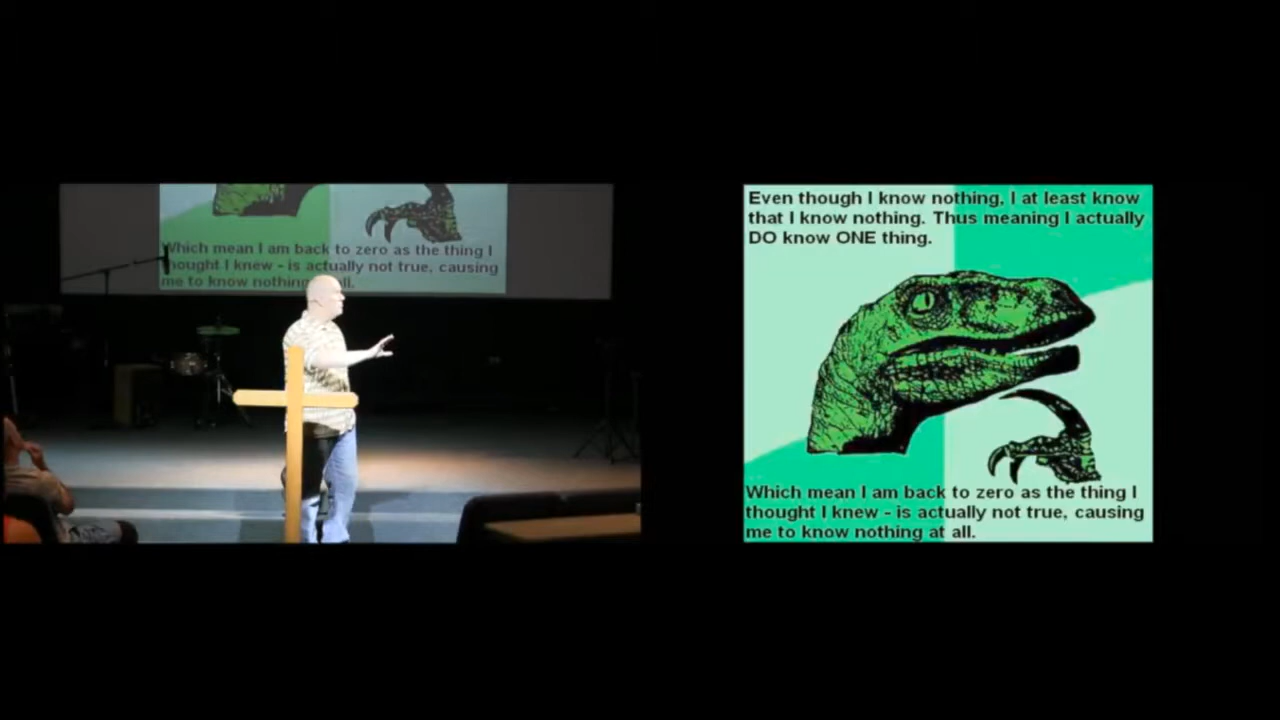 Which mean I am back to zero as the thing I
thought I knew - is actually not true, causing
me to know nothing at all.
Even though I know nothing, I at least know
that I know nothing. Thus meaning I actually
DO know ONE thing.
Which mean I am back to zero as the thing I
thought I knew - is actually not true, causing
me to know nothing at all.